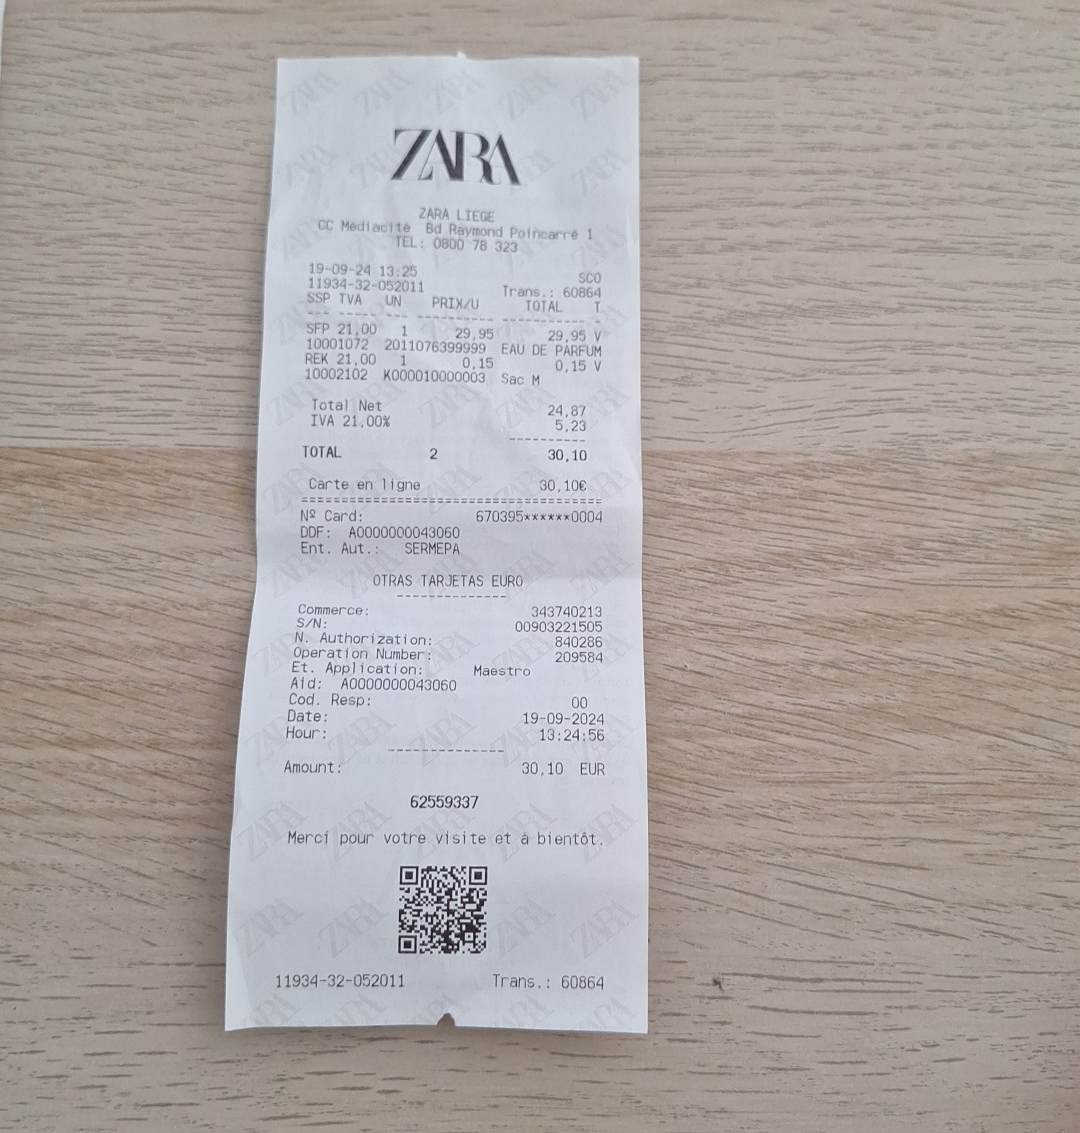 ZARA
ZARA LIEGE
CC Mediacite Bd Raymond Poincarré 1
TEL: 0800 78 323
19-09-24 13:25 SCO
11934-32-052011 Trans.: 60864
SSP TVA UN PRIX/U TOTAL T
SFP 21,00 1 29,95 29,95 V
10001072 2011076399999 EAU DE PARFUM
REK 21,00 1 0,15 0,15 V
10002102 K000010000003 Sac M
Total Net 24,87
IVA 21,00% 5,23
TOTAL 2 30,10
Carte en ligne 30,10€
Nº Card: 670395******0004
DDF: A0000000043060
Ent. Aut.: SERMEPA
OTRAS TARJETAS EURO
Commerce: 343740213
S/N: 00903221505
N. Authorization: 840286
Operation Number: 209584
Et. Application: Maestro
Aid: A0000000043060
Cod. Resp: 00
Date: 19-09-2024
Hour: 13:24:56
Amount: 30,10 EUR
62559337
Merci pour votre visite et à bientôt.
11934-32-052011 Trans.: 60864